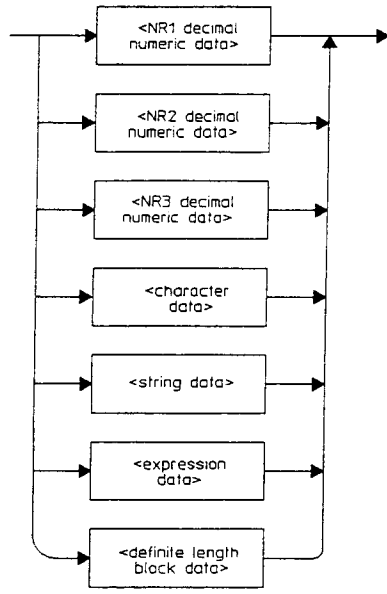 <NR1 decimal
numeric data>
<NR2 decimal
numeric data>
<NR3 decimal
numeric data>
<character
data>
<string data>
<expression
data>
<definite length
block data>